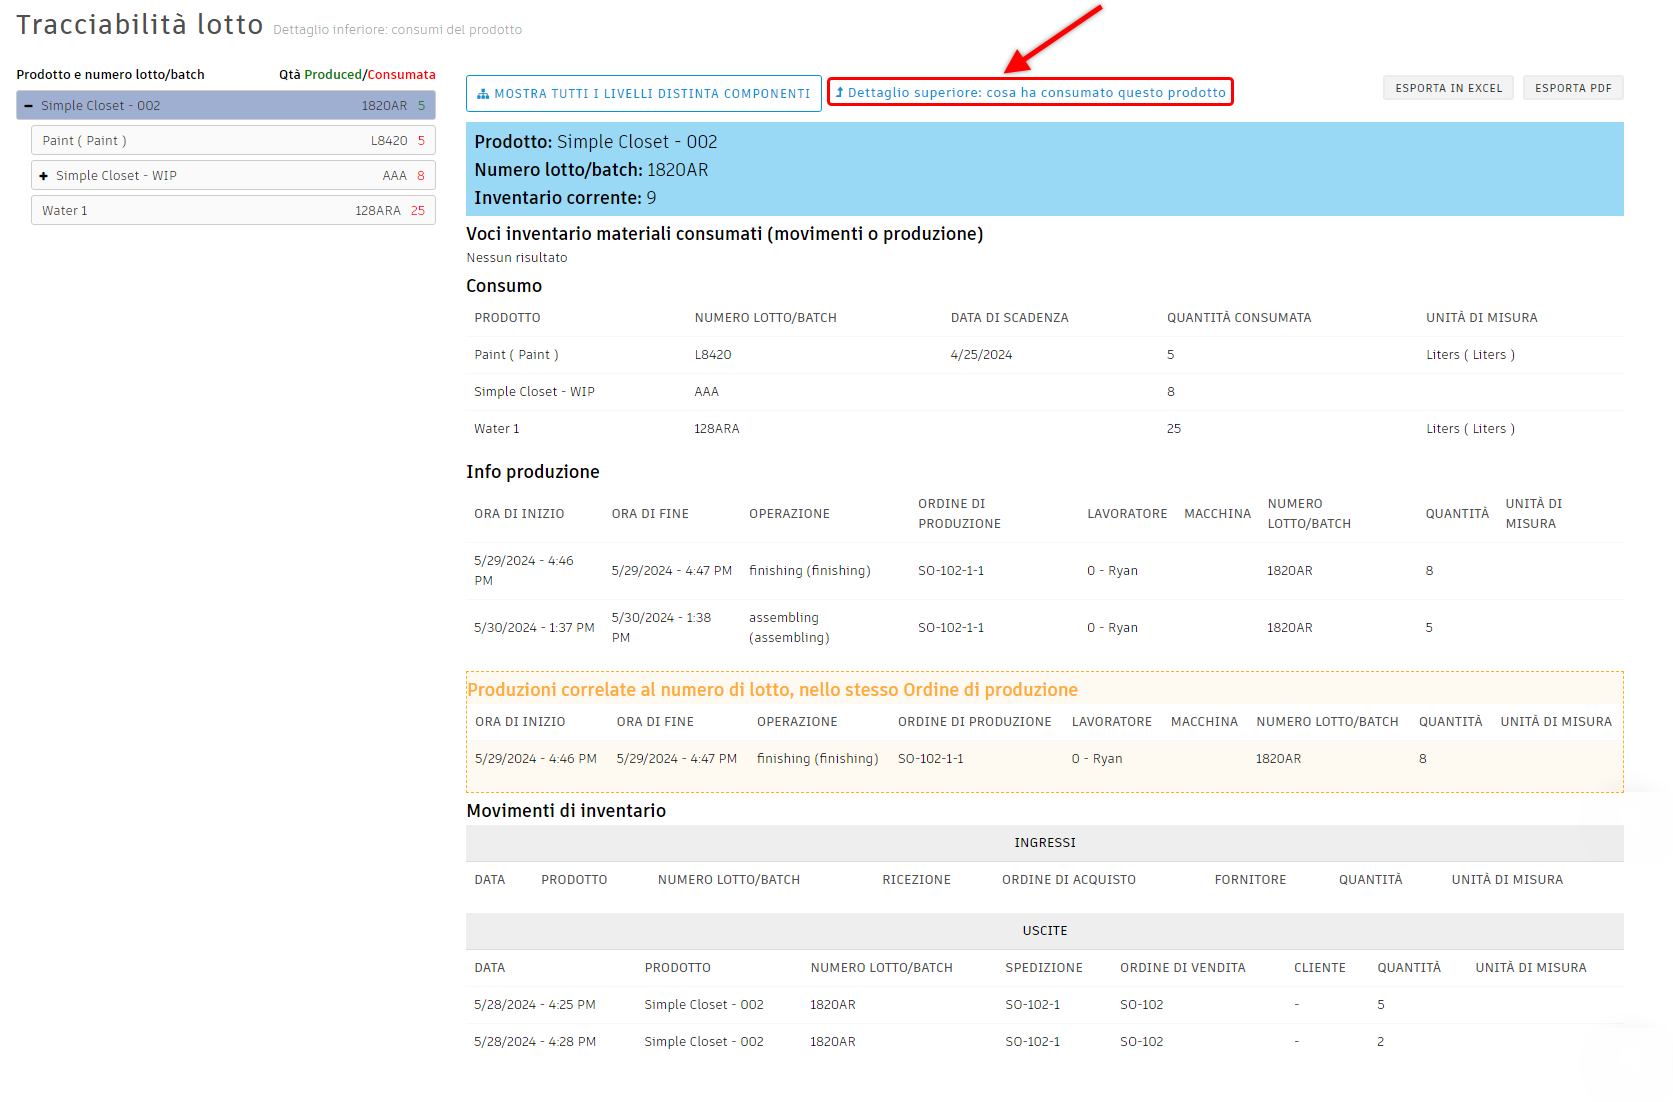 Tracciabilità lotto Dettaglio inferiore: consumi del prodotto
Prodotto e numero lotto/batch Qtà Produced/Consumata
Simple Closet - 002 1820AR 5
Paint ( Paint ) L8420 5
Simple Closet - WIP AAA 8
Water 1 128ARA 25
MOSTRA TUTTI I LIVELLI DISTINTA COMPONENTI Dettaglio superiore: cosa ha consumato questo prodotto ESPORTA IN EXCEL ESPORTA PDF
Prodotto: Simple Closet - 002
Numero lotto/batch: 1820AR
Inventario corrente: 9
Voci inventario materiali consumati (movimenti o produzione)
Nessun risultato
Consumo
PRODOTTO NUMERO LOTTO/BATCH DATA DI SCADENZA QUANTITÀ CONSUMATA UNITÀ DI MISURA
Paint ( Paint ) L8420 4/25/2024 5 Liters ( Liters )
Simple Closet - WIP AAA 8
Water 1 128ARA 25 Liters ( Liters )
Info produzione
ORA DI INIZIO ORA DI FINE OPERAZIONE ORDINE DI PRODUZIONE LAVORATORE MACCHINA NUMERO LOTTO/BATCH QUANTITÀ UNITÀ DI MISURA
5/29/2024 - 4:46 PM 5/29/2024 - 4:47 PM finishing (finishing) SO-102-1-1 0 - Ryan 1820AR 8
5/30/2024 - 1:37 PM 5/30/2024 - 1:38 PM assembling (assembling) SO-102-1-1 0 - Ryan 1820AR 5
Produzioni correlate al numero di lotto, nello stesso Ordine di produzione
ORA DI INIZIO ORA DI FINE OPERAZIONE ORDINE DI PRODUZIONE LAVORATORE MACCHINA NUMERO LOTTO/BATCH QUANTITÀ UNITÀ DI MISURA
5/29/2024 - 4:46 PM 5/29/2024 - 4:47 PM finishing (finishing) SO-102-1-1 0 - Ryan 1820AR 8
Movimenti di inventario
INGRESSI
DATA PRODOTTO NUMERO LOTTO/BATCH RICEZIONE ORDINE DI ACQUISTO FORNITORE QUANTITÀ UNITÀ DI MISURA
USCITE
DATA PRODOTTO NUMERO LOTTO/BATCH SPEDIZIONE ORDINE DI VENDITA CLIENTE QUANTITÀ UNITÀ DI MISURA
5/28/2024 - 4:25 PM Simple Closet - 002 1820AR SO-102-1 SO-102 - 5
5/28/2024 - 4:28 PM Simple Closet - 002 1820AR SO-102-1 SO-102 - 2